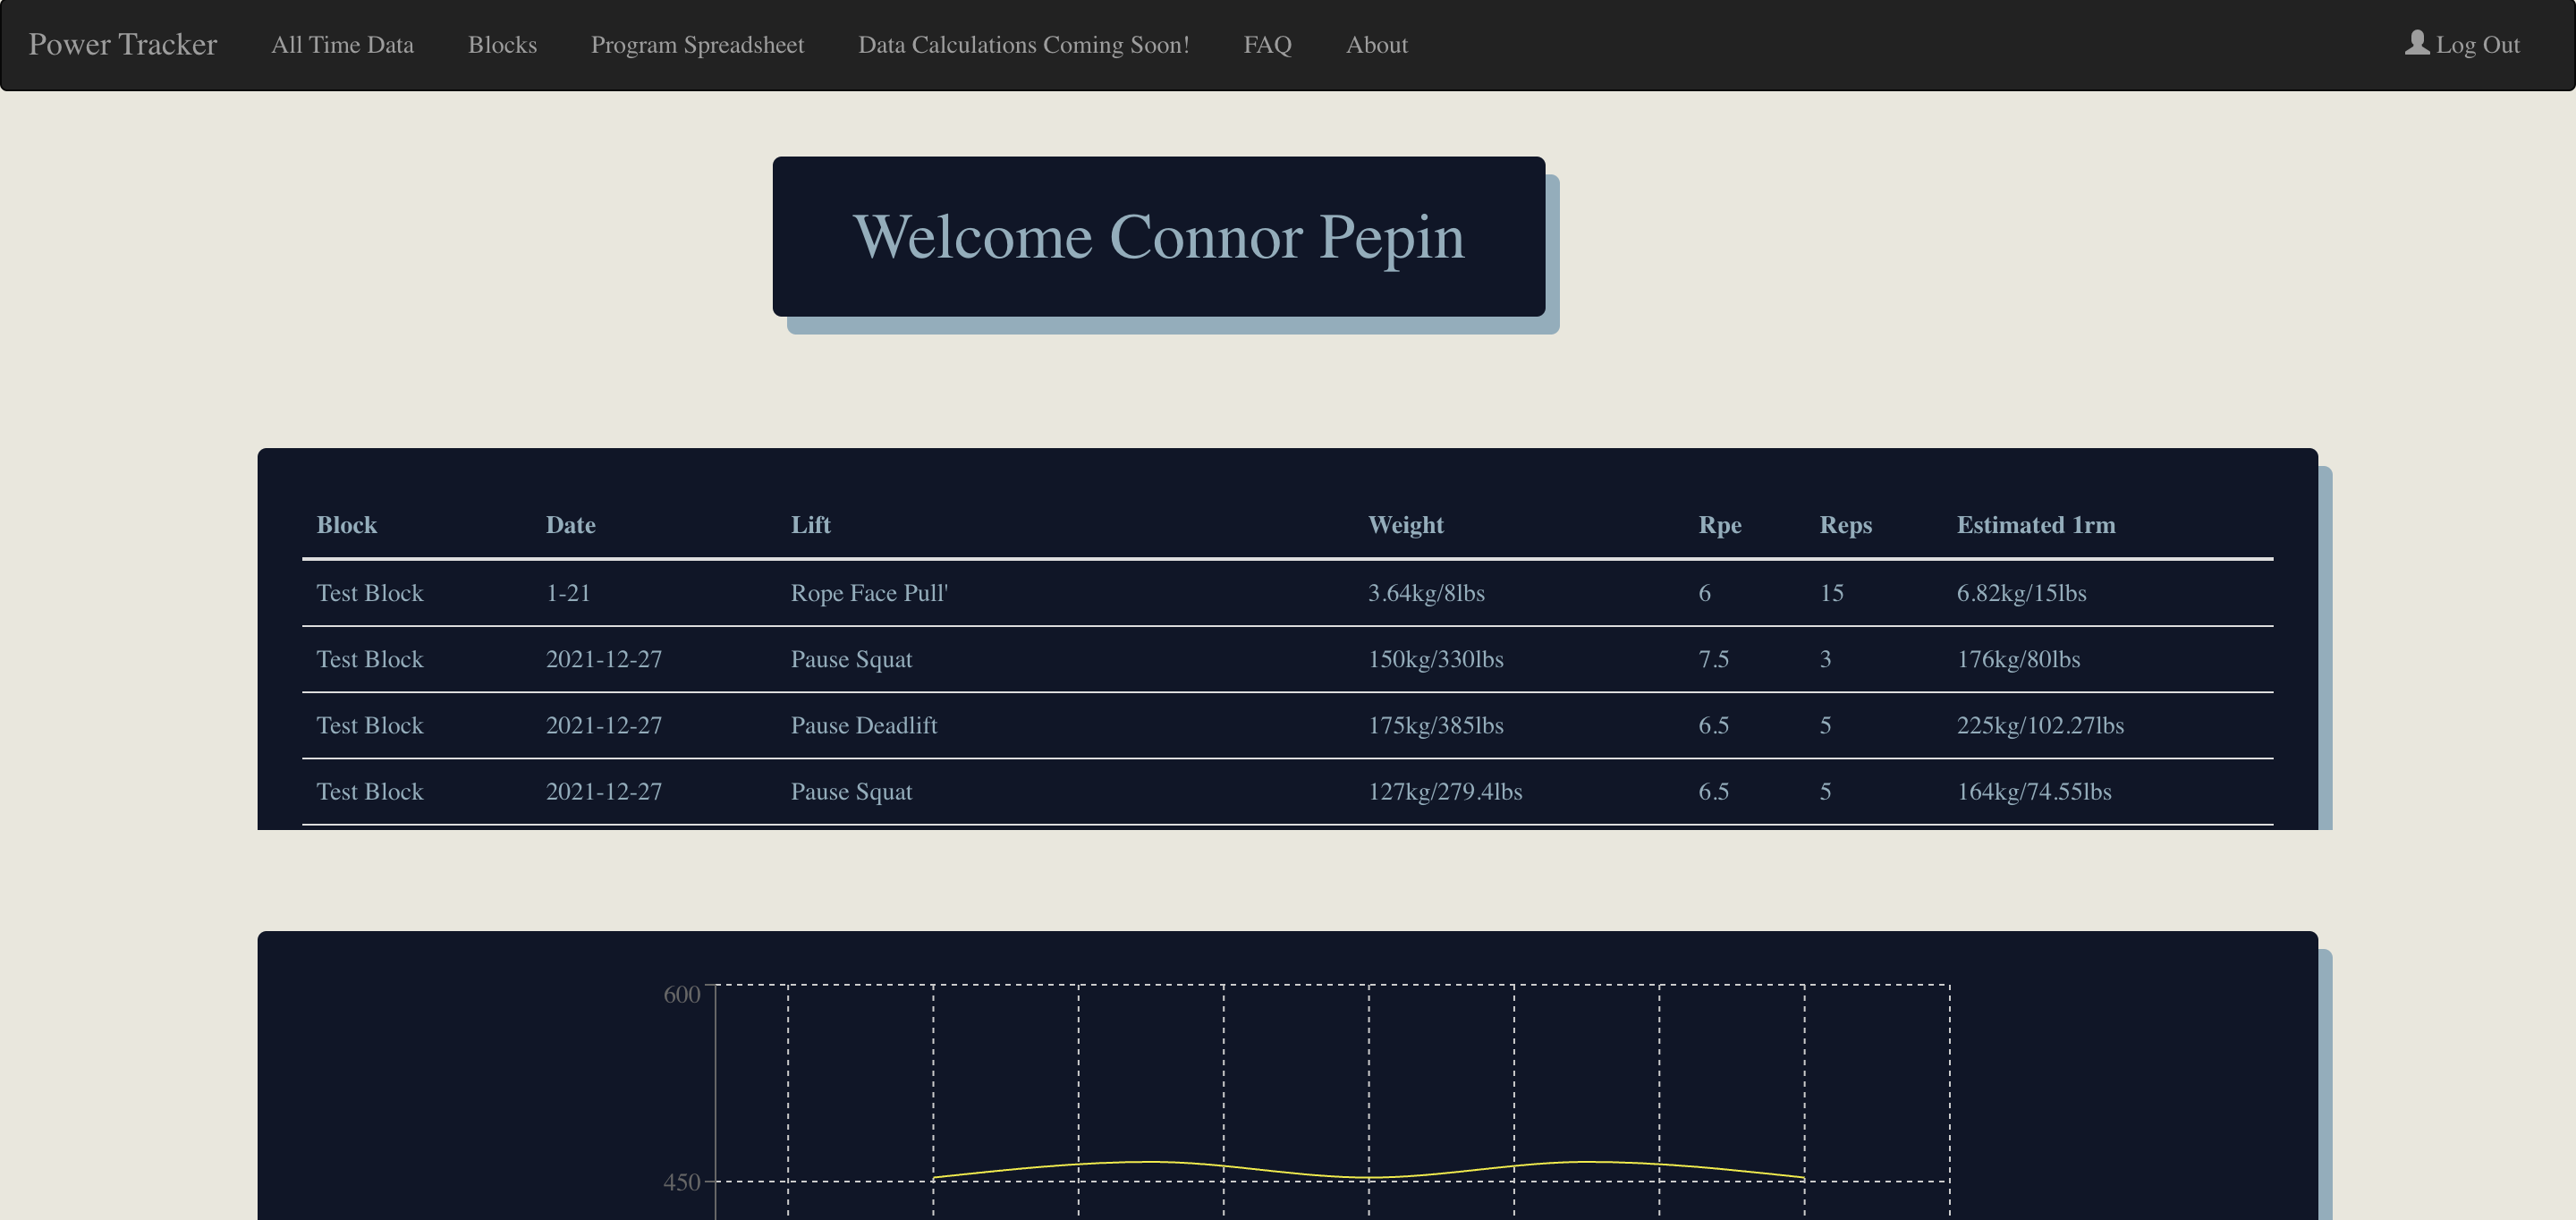 Power Tracker All Time Data Blocks Program Spreadsheet Data Calculations Coming Soon! FAQ About Log Out
Welcome Connor Pepin
Block Date Lift Weight Rpe Reps Estimated 1rm
Test Block 1-21 Rope Face Pull' 3.64kg/8lbs 6 15 6.82kg/15lbs
Test Block 2021-12-27 Pause Squat 150kg/330lbs 7.5 3 176kg/80lbs
Test Block 2021-12-27 Pause Deadlift 175kg/385lbs 6.5 5 225kg/102.27lbs
Test Block 2021-12-27 Pause Squat 127kg/279.4lbs 6.5 5 164kg/74.55lbs
600
450